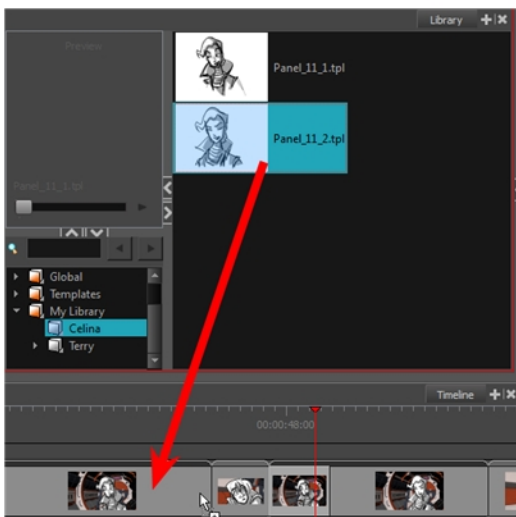 Library
Preview
Panel_11_1.tpl
Panel_11_2.tpl
Panel_11_1.tpl
Global
Templates
My Library
Celina
Terry
Timeline
00:00:48:00